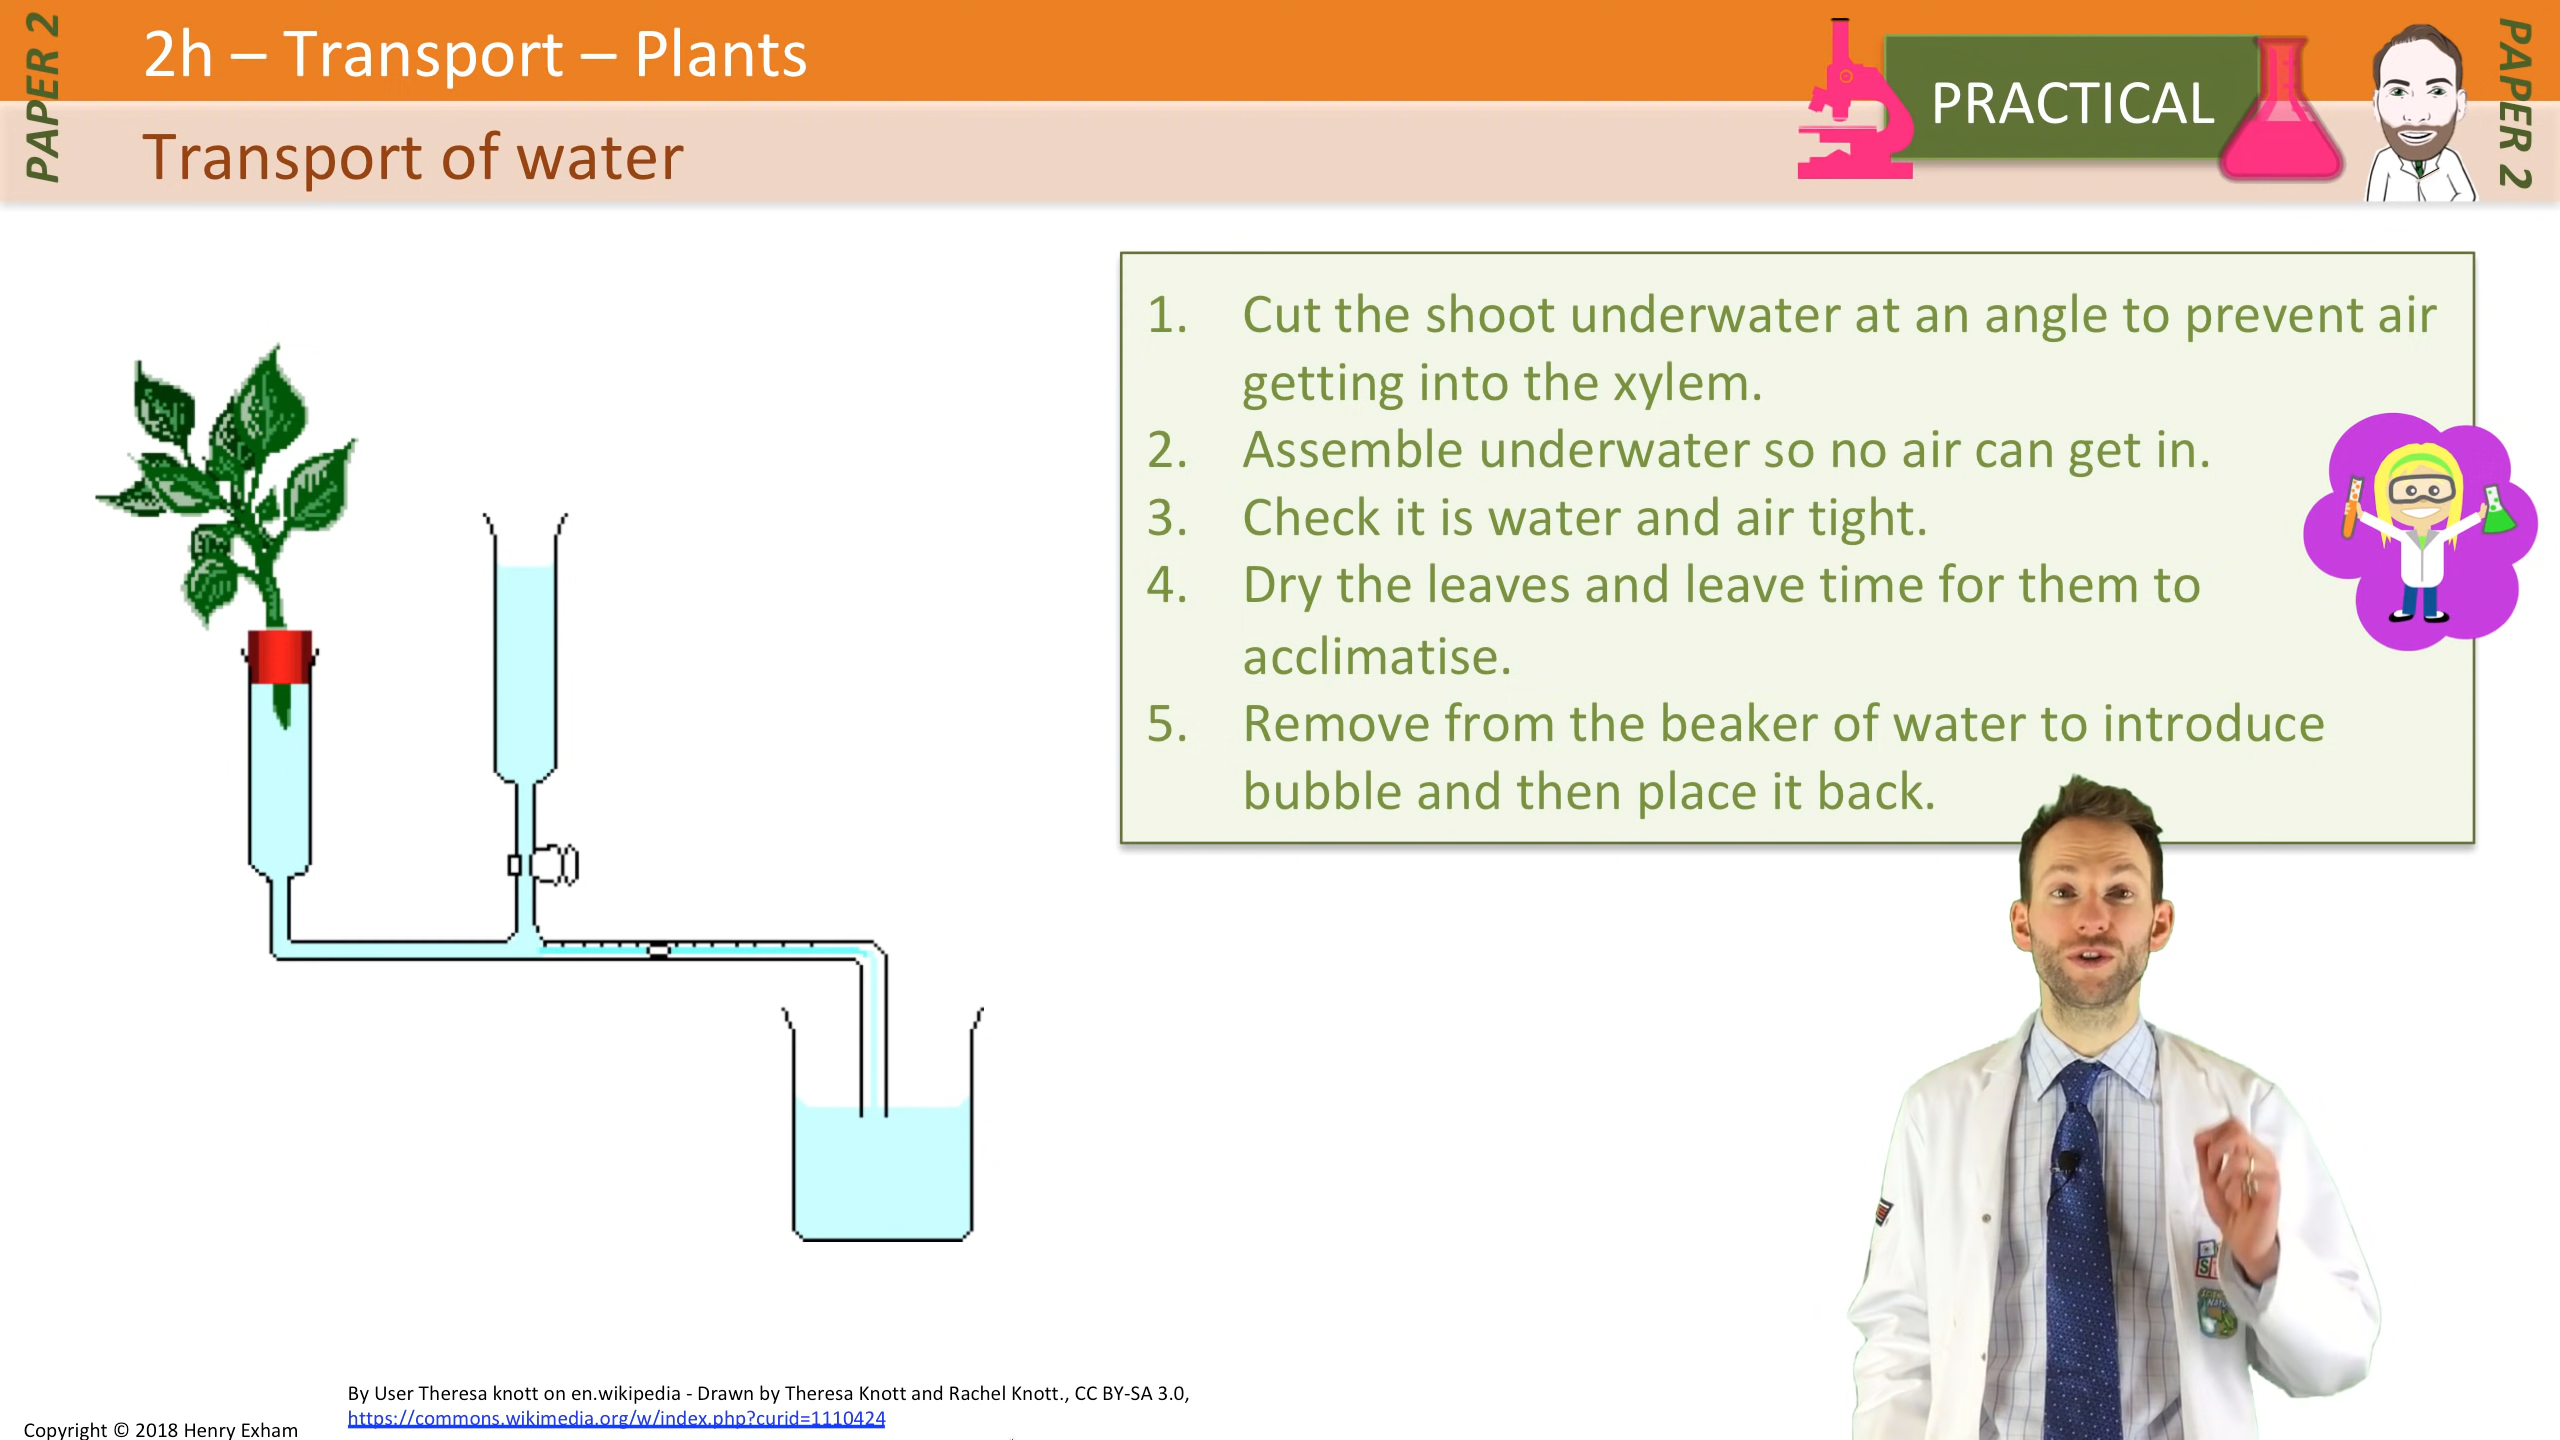 PAPER 2
2h – Transport – Plants
Transport of water
PRACTICAL
PAPER 2
1. Cut the shoot underwater at an angle to prevent air
getting into the xylem.
2. Assemble underwater so no air can get in.
3. Check it is water and air tight.
4. Dry the leaves and leave time for them to
acclimatise.
5. Remove from the beaker of water to introduce
bubble and then place it back.
By User Theresa knott on en.wikipedia - Drawn by Theresa Knott and Rachel Knott., CC BY-SA 3.0,
https://commons.wikimedia.org/w/index.php?curid=1110424
Copyright © 2018 Henry Exham